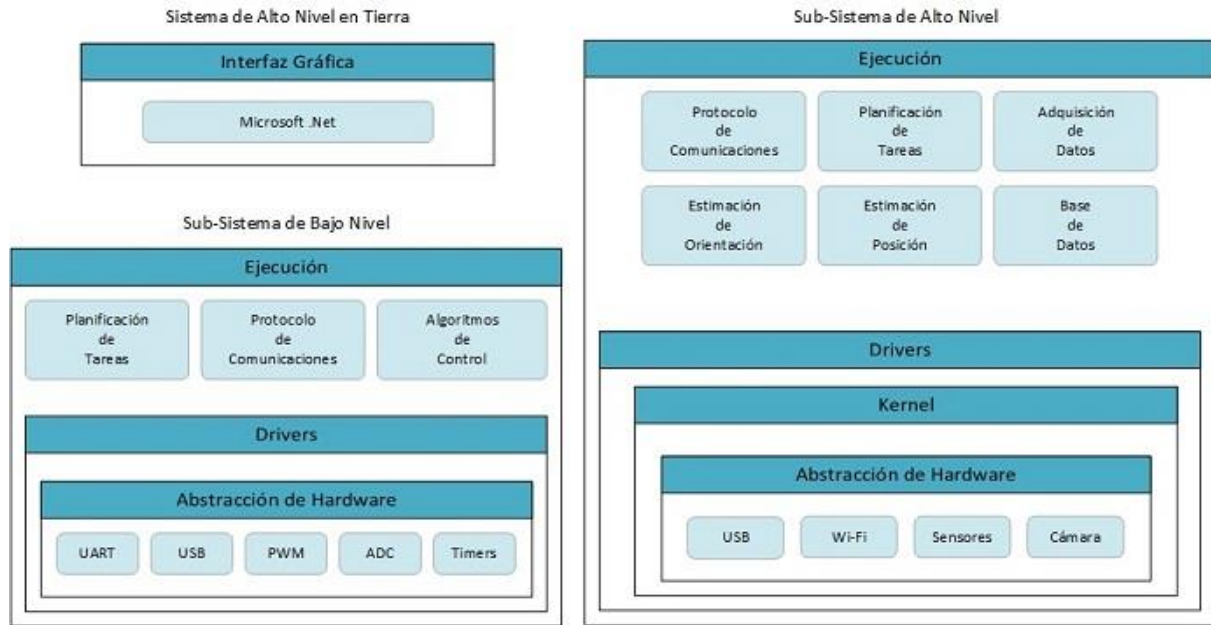 Sistema de Alto Nivel en Tierra
Interfaz Gráfica
Microsoft .Net
Sub-Sistema de Bajo Nivel
Ejecución
Planificación
de
Tareas
Protocolo
de
Comunicaciones
Algoritmos
de
Control
Drivers
Abstracción de Hardware
UART
USB
PWM
ADC
Timers
Sub-Sistema de Alto Nivel
Ejecución
Protocolo
de
Comunicaciones
Planificación
de
Tareas
Adquisición
de
Datos
Estimación
de
Orientación
Estimación
de
Posición
Base
de
Datos
Drivers
Kernel
Abstracción de Hardware
USB
Wi-Fi
Sensores
Cámara